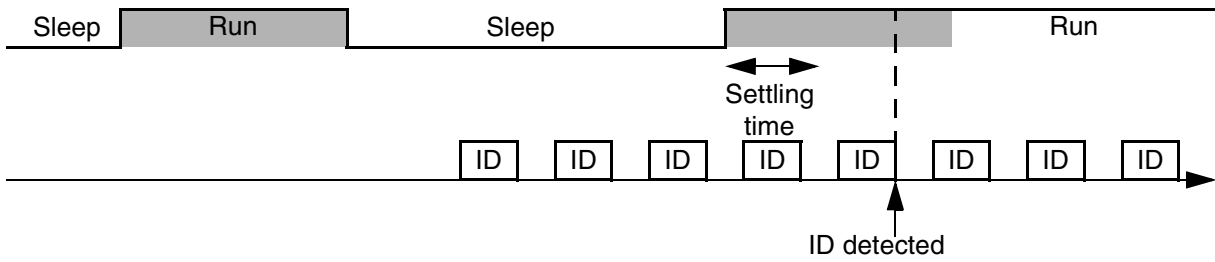 Sleep Run Sleep Run
Settling
time
ID ID ID ID ID ID ID ID
ID detected